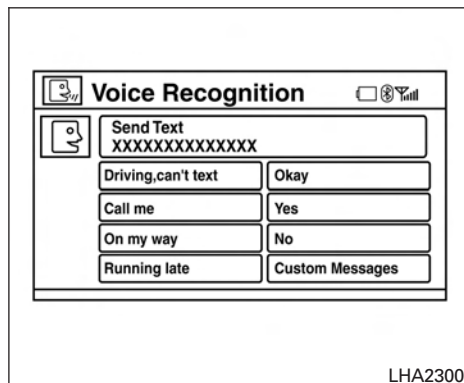 Voice Recognition
Send Text
XXXXXXXXXXXXXX
Driving,can't text
Okay
Call me
Yes
On my way
No
Running late
Custom Messages
LHA2300